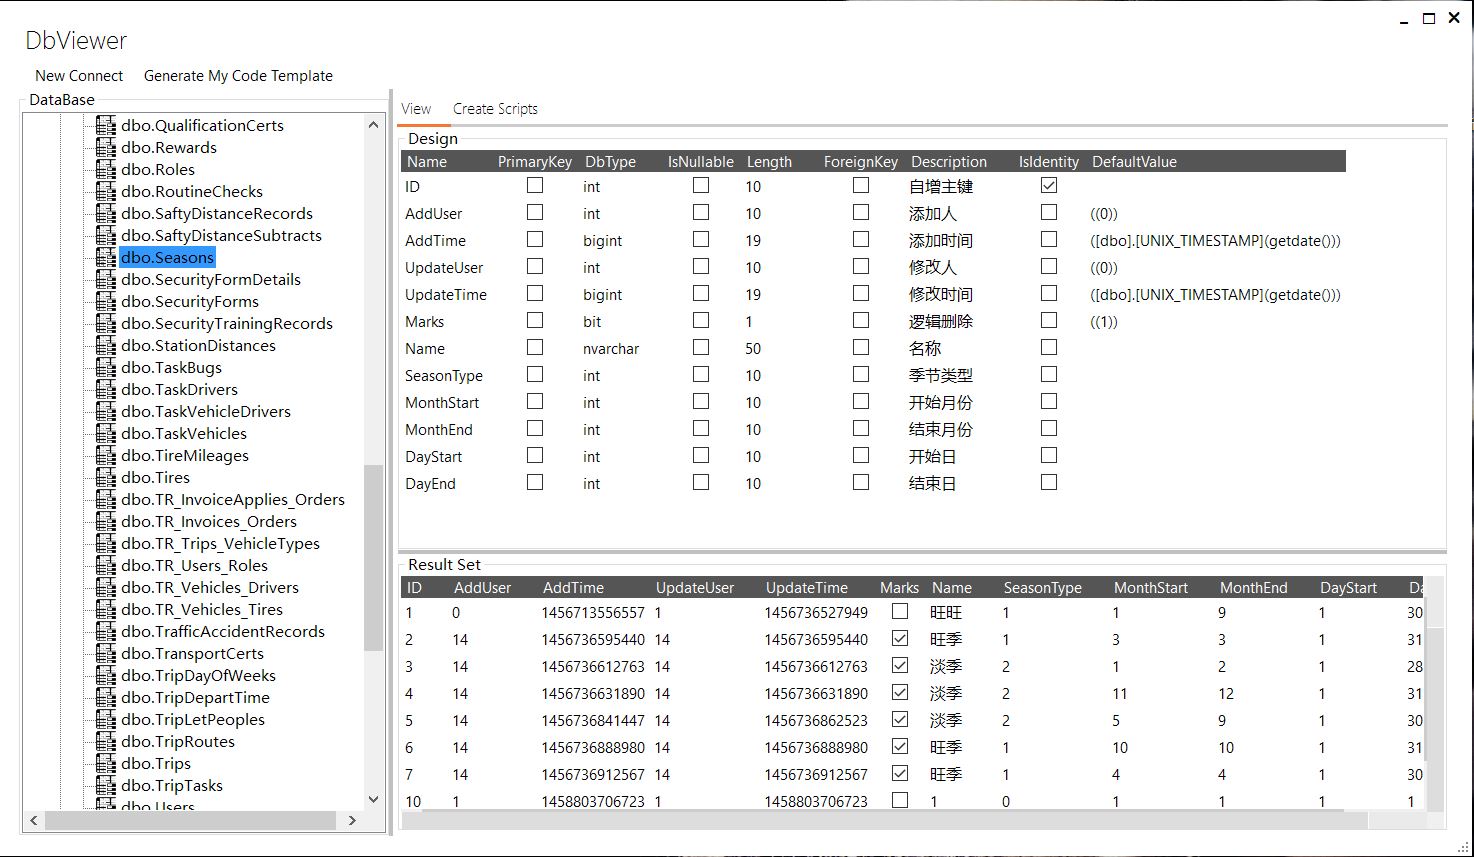 DbViewer
New Connect Generate My Code Template
DataBase
dbo.QualificationCerts
dbo.Rewards
dbo.Roles
dbo.RoutineChecks
dbo.SaftyDistanceRecords
dbo.SaftyDistanceSubtracts
dbo.Seasons
dbo.SecurityFormDetails
dbo.SecurityForms
dbo.SecurityTrainingRecords
dbo.StationDistances
dbo.TaskBugs
dbo.TaskDrivers
dbo.TaskVehicleDrivers
dbo.TaskVehicles
dbo.TireMileages
dbo.Tires
dbo.TR_InvoiceApplies_Orders
dbo.TR_Invoices_Orders
dbo.TR_Trips_VehicleTypes
dbo.TR_Users_Roles
dbo.TR_Vehicles_Drivers
dbo.TR_Vehicles_Tires
dbo.TrafficAccidentRecords
dbo.TransportCerts
dbo.TripDayOfWeeks
dbo.TripDepartTime
dbo.TripLetPeoples
dbo.TripRoutes
dbo.Trips
dbo.TripTasks
dbo.Users
View Create Scripts
Design
Name PrimaryKey DbType IsNullable Length ForeignKey Description IsIdentity DefaultValue
ID int 10 自增主键
AddUser int 10 添加人 ((0))
AddTime bigint 19 添加时间 ([dbo].[UNIX_TIMESTAMP](getdate()))
UpdateUser int 10 修改人 ((0))
UpdateTime bigint 19 修改时间 ([dbo].[UNIX_TIMESTAMP](getdate()))
Marks bit 1 逻辑删除 ((1))
Name nvarchar 50 名称
SeasonType int 10 季节类型
MonthStart int 10 开始月份
MonthEnd int 10 结束月份
DayStart int 10 开始日
DayEnd int 10 结束日
Result Set
ID AddUser AddTime UpdateUser UpdateTime Marks Name SeasonType MonthStart MonthEnd DayStart Da
1 0 1456713556557 1 1456736527949 旺旺 1 1 9 1 30
2 14 1456736595440 14 1456736595440 旺季 1 3 3 1 31
3 14 1456736612763 14 1456736612763 淡季 2 1 2 1 28
4 14 1456736631890 14 1456736631890 淡季 2 11 12 1 31
5 14 1456736841447 14 1456736862523 淡季 2 5 9 1 30
6 14 1456736888980 14 1456736888980 旺季 1 10 10 1 31
7 14 1456736912567 14 1456736912567 旺季 1 4 4 1 30
10 1 1458803706723 1 1458803706723 1 0 1 1 1 1